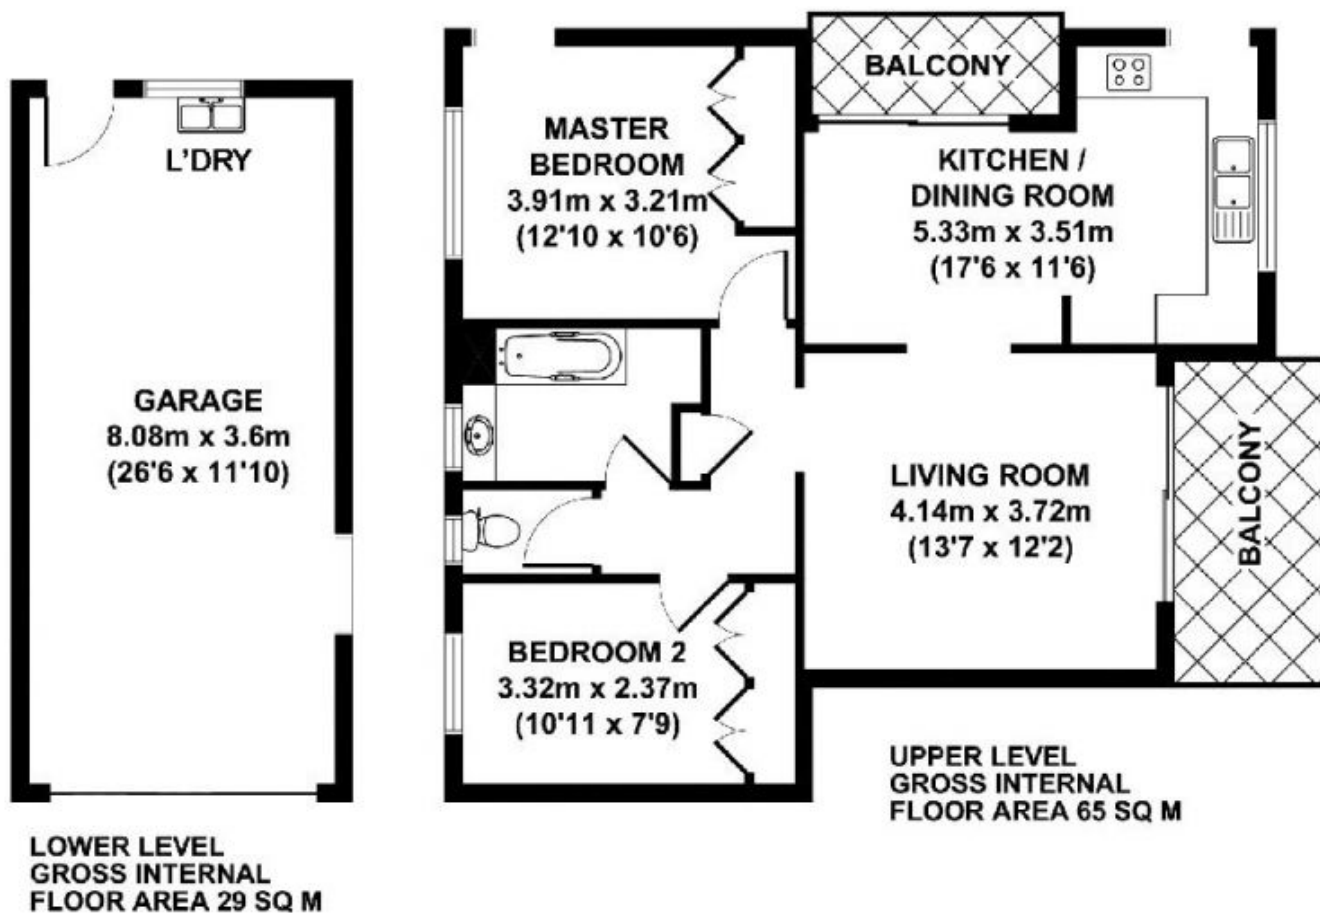 L'DRY
GARAGE
8.08m x 3.6m
(26'6 x 11'10)
LOWER LEVEL
GROSS INTERNAL
FLOOR AREA 29 SQ M
MASTER
BEDROOM
3.91m x 3.21m
(12'10 x 10'6)
BALCONY
KITCHEN /
DINING ROOM
5.33m x 3.51m
(17'6 x 11'6)
LIVING ROOM
4.14m x 3.72m
(13'7 x 12'2)
BALCONY
BEDROOM 2
3.32m x 2.37m
(10'11 x 7'9)
UPPER LEVEL
GROSS INTERNAL
FLOOR AREA 65 SQ M